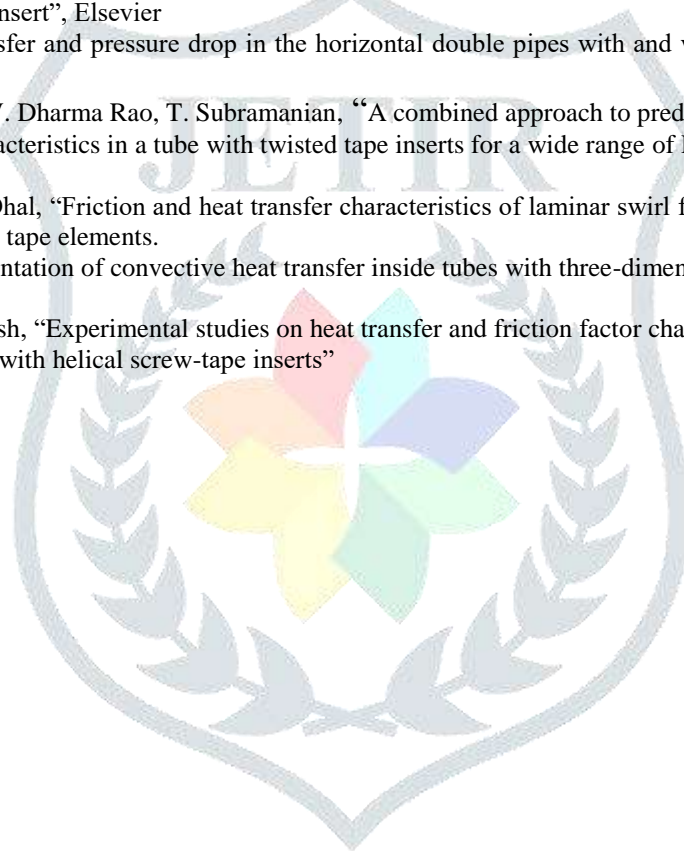 nsert”, Elsevier
sfer and pressure drop in the horizontal double pipes with and
. Dharma Rao, T. Subramanian, “A combined approach to pred
acteristics in a tube with twisted tape inserts for a wide range of
JETIR
hal, “Friction and heat transfer characteristics of laminar swirl f
tape elements.
ntation of convective heat transfer inside tubes with three-dimen
sh, “Experimental studies on heat transfer and friction factor cha
with helical screw-tape inserts”